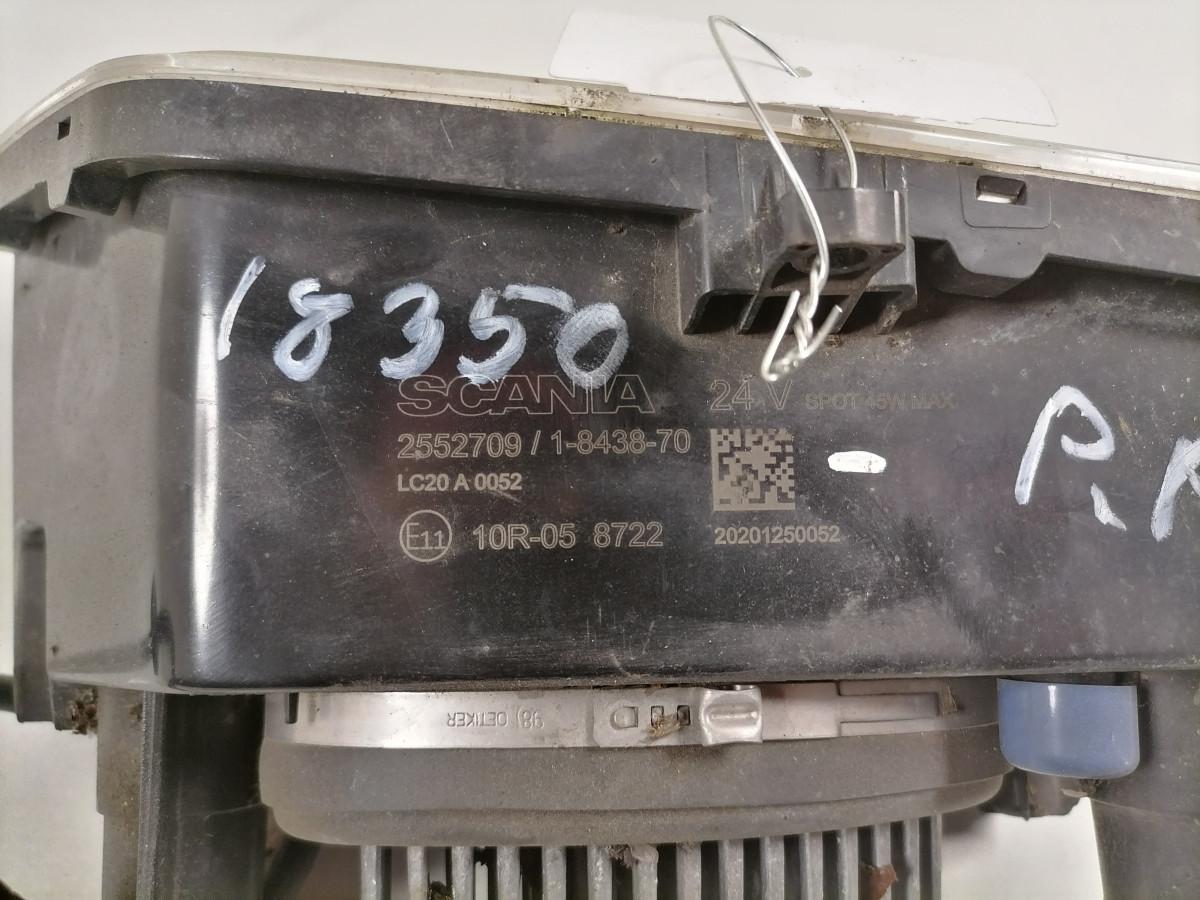 18350
SCANIA 24 V SPOT 45W MAX
2552709 / 1-8438-70
LC20 A 0052
E11 10R-05 8722
20201250052
P.
OETIKER